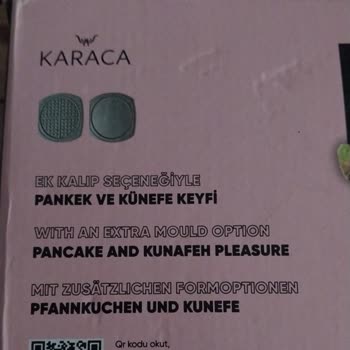 KARACA
EK KALIP SEÇENEĞİYLE
PANKEK VE KÜNEFE KEYFİ
WITH AN EXTRA MOULD OPTION
PANCAKE AND KUNAFEH PLEASURE
MIT ZUSÄTZLICHEN FORMOPTIONEN
PFANNKUCHEN UND KUNEFE
Qr kodu okut,